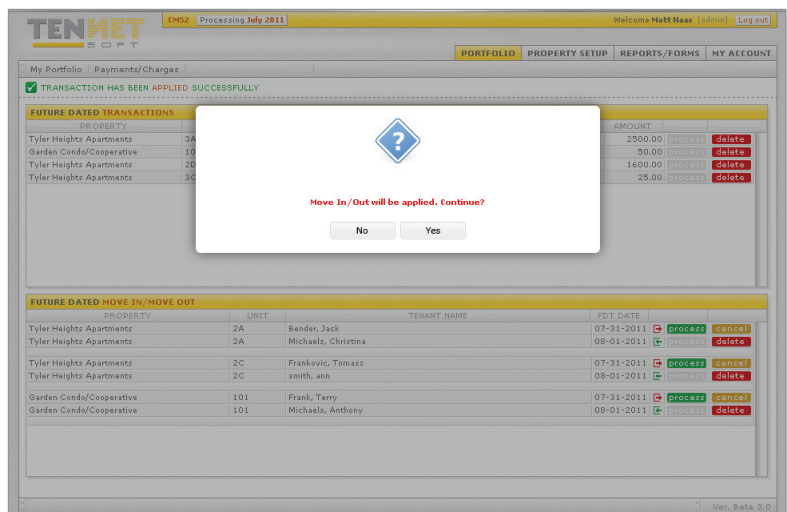 TENNET SOFT
CMS2 Processing July 2011 Welcome Matt Haas [admin] Log out
PORTFOLIO PROPERTY SETUP REPORTS/FORMS MY ACCOUNT
My Portfolio Payments/Charges
TRANSACTION HAS BEEN APPLIED SUCCESSFULLY
FUTURE DATED TRANSACTIONS
PROPERTY AMOUNT
Tyler Heights Apartments 3A 2500.00 process delete
Garden Condo/Cooperative 10 50.00 process delete
Tyler Heights Apartments 2D 1600.00 process delete
Tyler Heights Apartments 3C 25.00 process delete
?
Move In/Out will be applied. Continue?
No Yes
FUTURE DATED MOVE IN/MOVE OUT
PROPERTY UNIT TENANT NAME FDT DATE
Tyler Heights Apartments 2A Bender, Jack 07-31-2011 process cancel
Tyler Heights Apartments 2A Michaels, Christina 08-01-2011 process delete
Tyler Heights Apartments 2C Frankovic, Tomasz 07-31-2011 process cancel
Tyler Heights Apartments 2C smith, ann 08-01-2011 process delete
Garden Condo/Cooperative 101 Frank, Terry 07-31-2011 process cancel
Garden Condo/Cooperative 101 Michaels, Anthony 08-01-2011 process delete
Ver. Beta 3.0